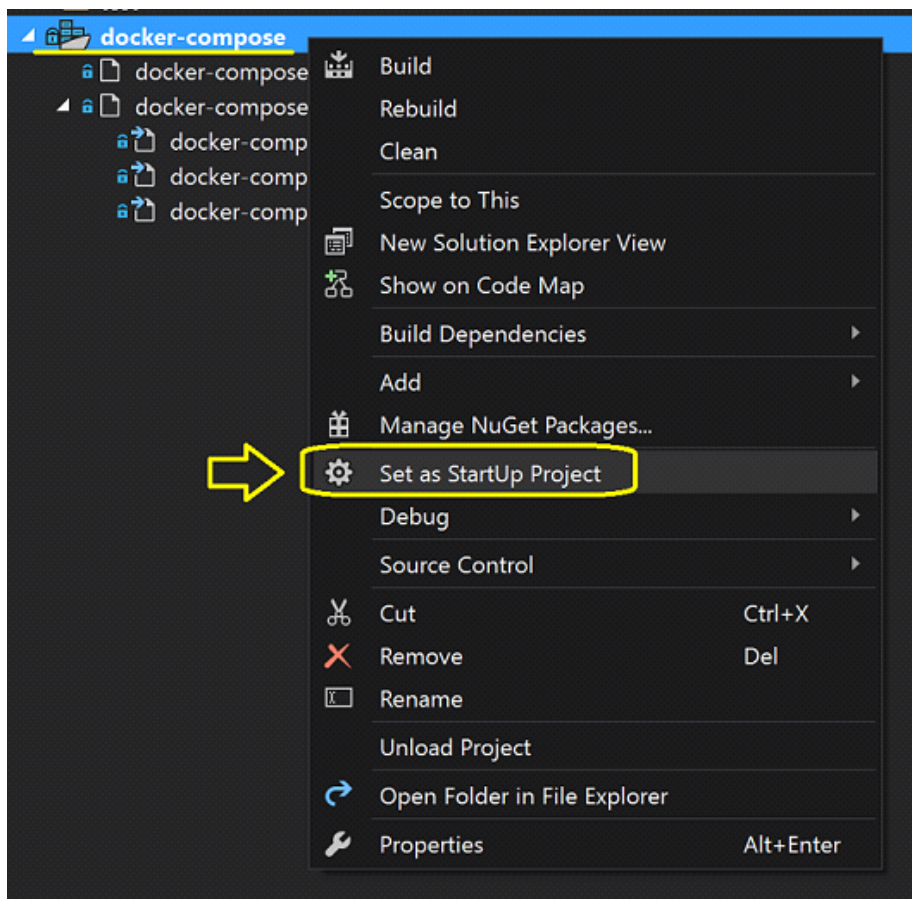 docker-compose
docker-compose
docker-compose
docker-comp
docker-comp
docker-comp
Build
Rebuild
Clean
Scope to This
New Solution Explorer View
Show on Code Map
Build Dependencies
Add
Manage NuGet Packages...
Set as StartUp Project
Debug
Source Control
Cut Ctrl+X
Remove Del
Rename
Unload Project
Open Folder in File Explorer
Properties Alt+Enter